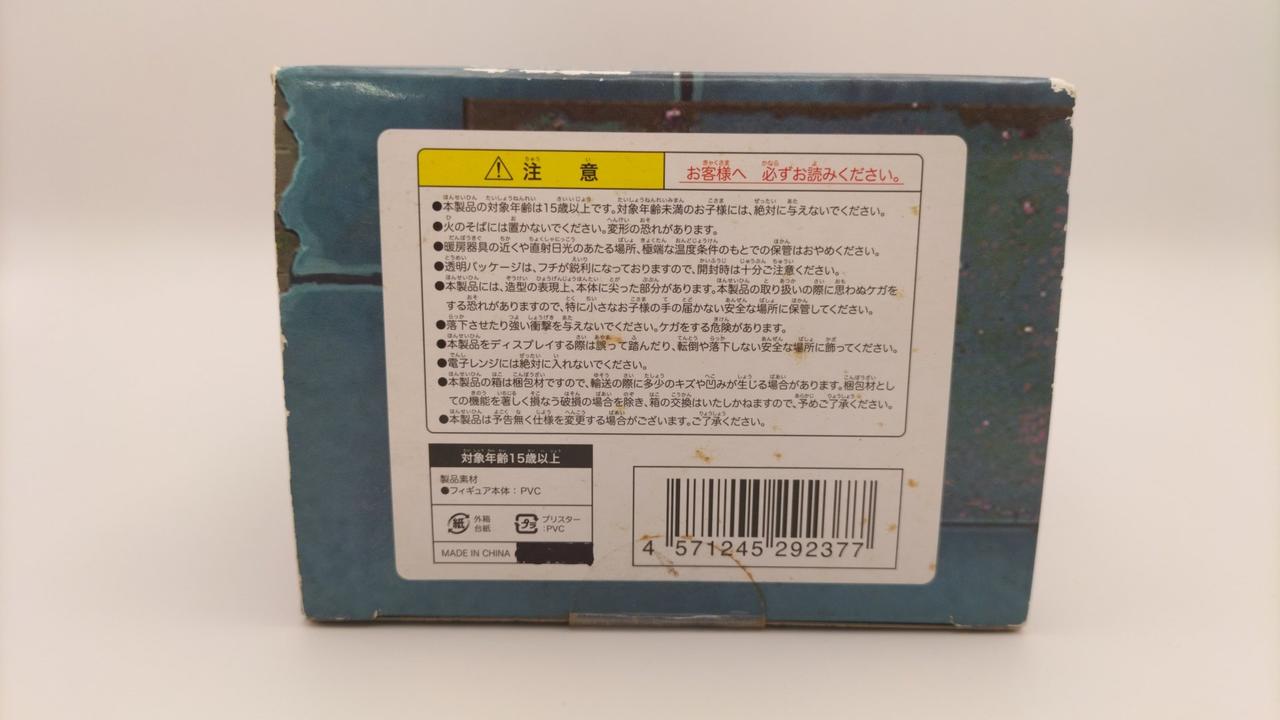 注意
お客様へ 必ずお読みください。
●本製品の対象年齢は15歳以上です。対象年齢未満のお子様には、絶対に与えないでください。
●火のそばには置かないでください。変形の恐れがあります。
●暖房器具の近くや直射日光のあたる場所、極端な温度条件のもとでの保管はおやめください。
●透明パッケージは、フチが鋭利になっておりますので、開封時は十分ご注意ください。
●本製品には、造型の表現上、本体に尖った部分があります。本製品の取り扱いの際に思わぬケガを
する恐れがありますので、特に小さなお子様の手の届かない安全な場所に保管してください。
●落下させたり強い衝撃を与えないでください。ケガをする危険があります。
●本製品をディスプレイする際は誤って踏んだり、転倒や落下しない安全な場所に飾ってください。
●電子レンジには絶対に入れないでください。
●本製品の箱は梱包材ですので、輸送の際に多少のキズや凹みが生じる場合があります。梱包材とし
ての機能を著しく損なう破損の場合を除き、箱の交換はいたしかねますので、予めご了承ください。
●本製品は予告無く仕様を変更する場合がございます。ご了承ください。
対象年齢15歳以上
製品素材
●フィギュア本体：PVC
紙 外箱 台紙
プラ ブリスター :PVC
MADE IN CHINA
4 571245 292377